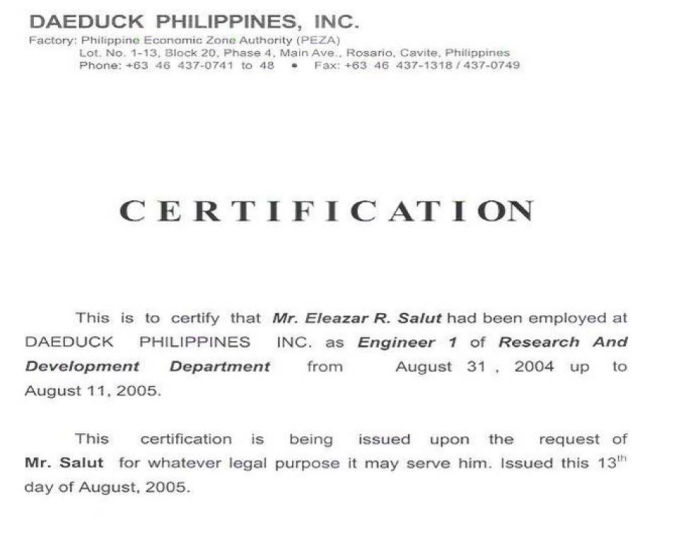 DAEDUCK PHILIPPINES, INC.
Factory: Philippine Economic Zone Authority (PEZA)
Lot. No. 1-13, Block 20, Phase 4, Main Ave., Rosario, Cavite, Philippines
Phone: +63 46 437-0741 to 48 • Fax: +63 46 437-1318 / 437-0749
CERTIFICATION
This is to certify that Mr. Eleazar R. Salut had been employed at
DAEDUCK PHILIPPINES INC. as Engineer 1 of Research And
Development Department from August 31 , 2004 up to
August 11, 2005.
This certification is being issued upon the request of
Mr. Salut for whatever legal purpose it may serve him. Issued this 13th
day of August, 2005.